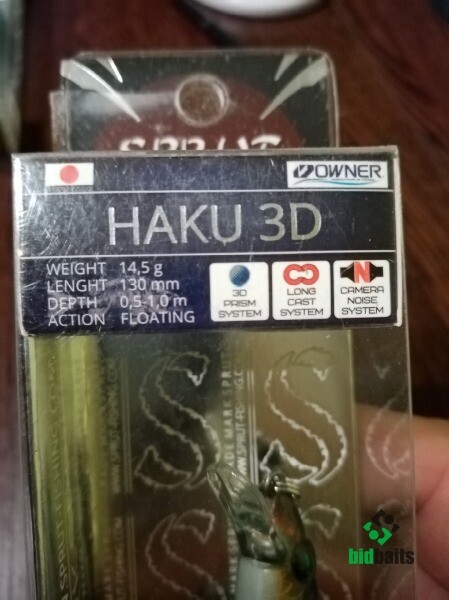 SPRUT
OWNER
HAKU 3D
WEIGHT 14,5 g
LENGHT 130 mm
DEPTH 0,5-1,0 m
ACTION FLOATING
3D PRISM SYSTEM
LONG CAST SYSTEM
N
CAMERA NOISE SYSTEM
bidbaits